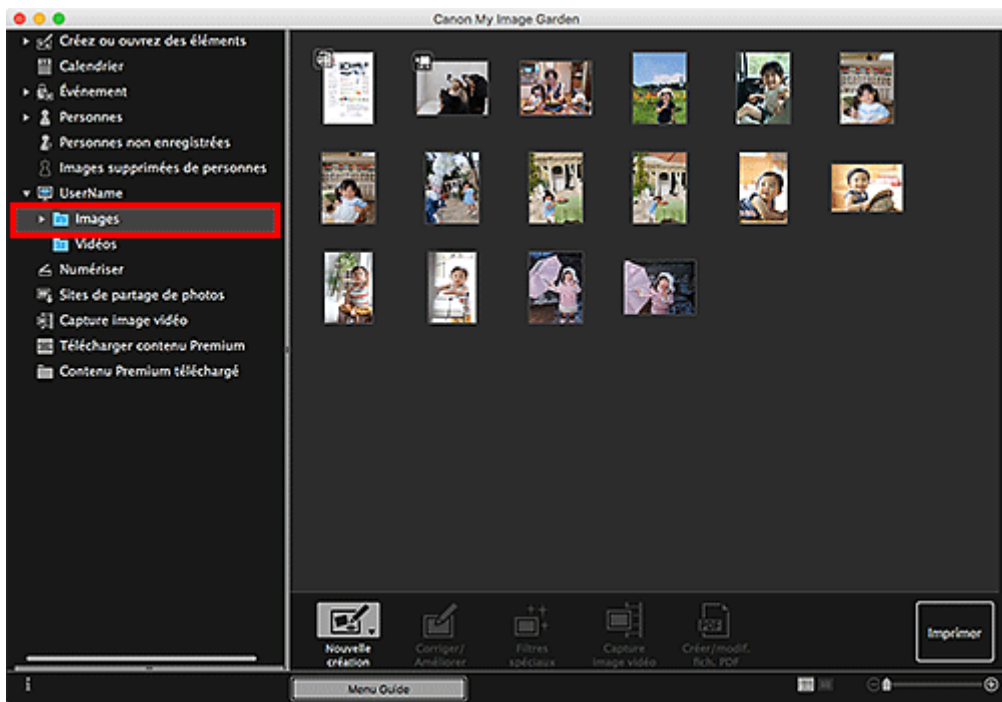 Canon My Image Garden
Créez ou ouvrez des éléments
Calendrier
Événement
Personnes
Personnes non enregistrées
Images supprimées de personnes
UserName
Images
Vidéos
Numériser
Sites de partage de photos
Capture image vidéo
Télécharger contenu Premium
Contenu Premium téléchargé
Nouvelle
création
Corriger/
Améliorer
Filtres
spéciaux
Capture
image vidéo
Créer/modif.
fich. PDF
PDF
Imprimer
Menu Guide